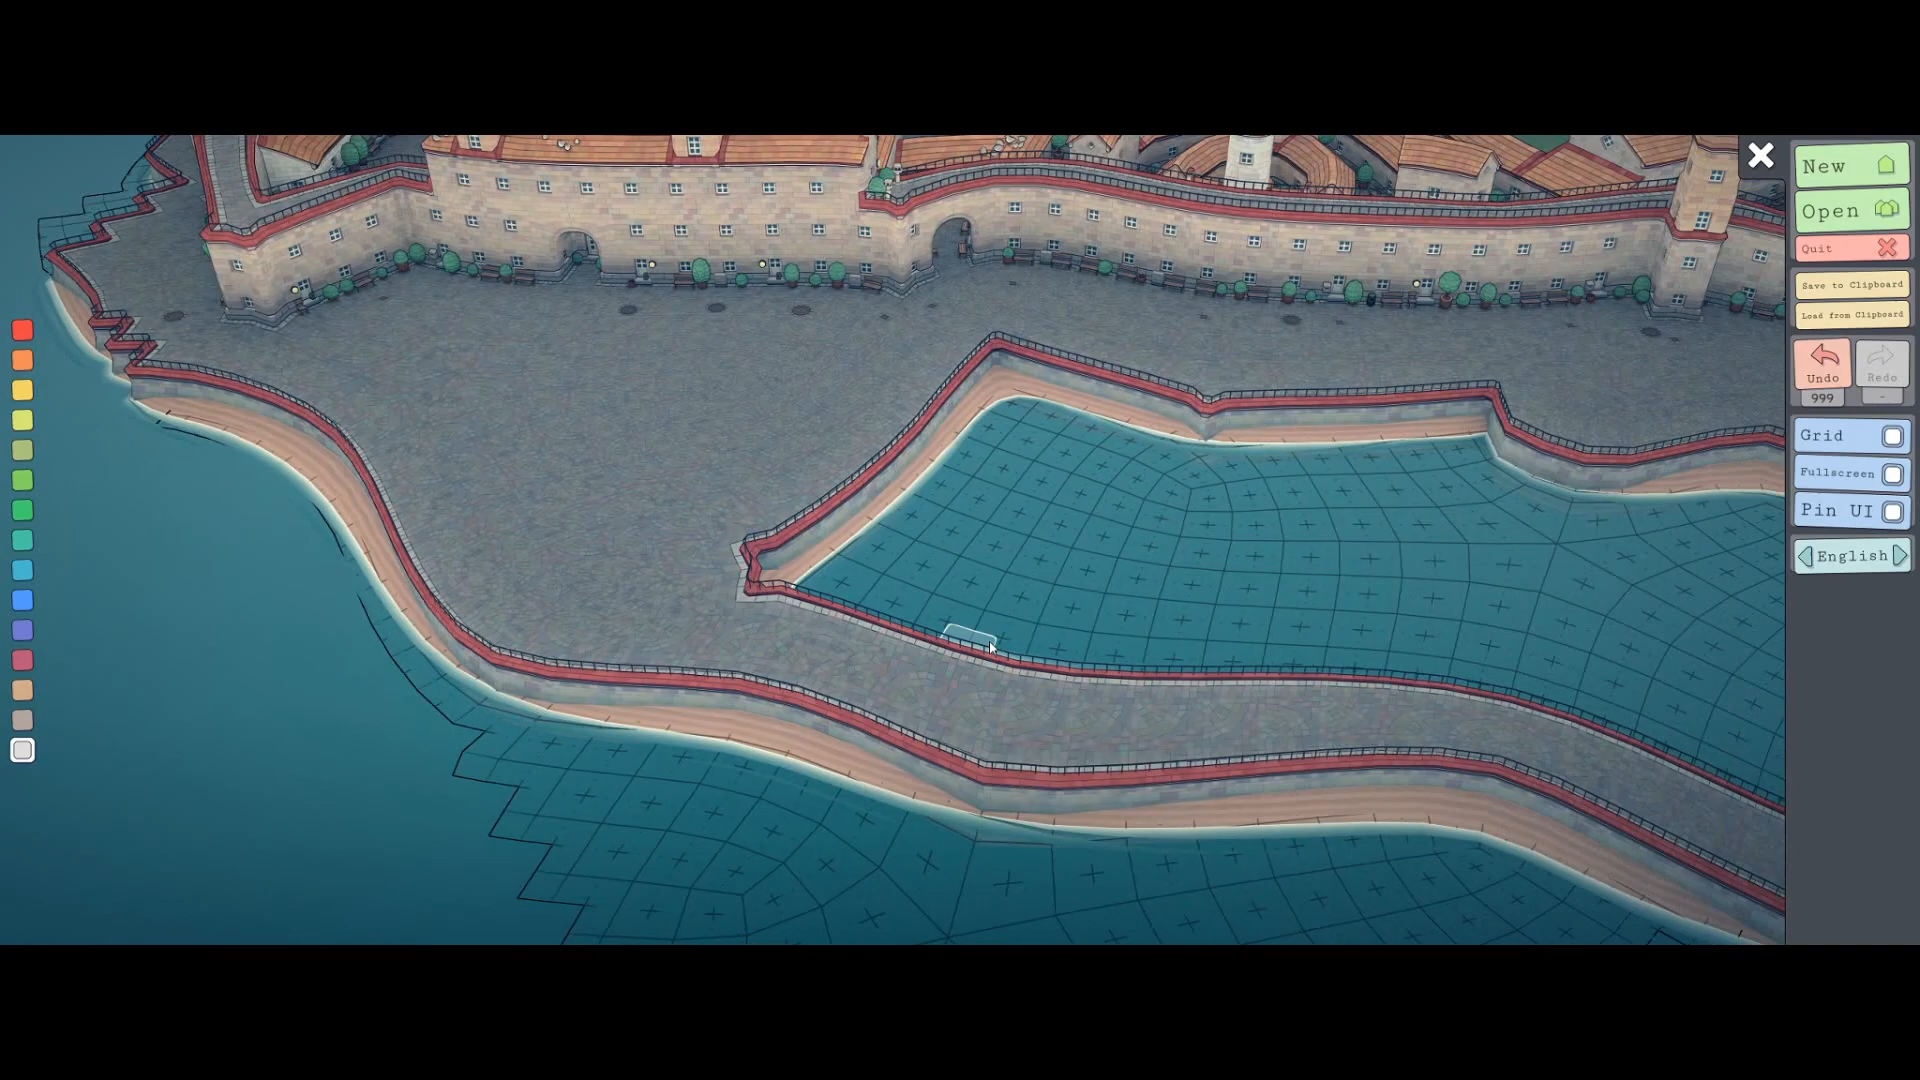 New
Open
Quit
Save to Clipboard
Load from Clipboard
Undo
Redo
999
-
Grid
Fullscreen
Pin UI
English